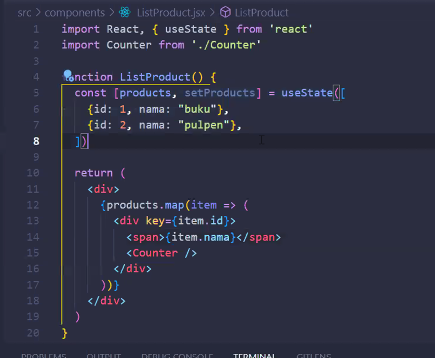 src > components > ListProduct.jsx > ListProduct
1 import React, { useState } from 'react'
2 import Counter from './Counter'
3
4 unction ListProduct() {
5 const [products, setProducts] = useState([
6 {id: 1, nama: "buku"},
7 {id: 2, nama: "pulpen"},
8 ])
9
10 return (
11 <div>
12 {products.map(item => (
13 <div key={item.id}>
14 <span>{item.nama}</span>
15 <Counter />
16 </div>
17 ))}
18 </div>
19 )
20 }
PROBLEMS OUTPUT DEBUG CONSOLE TERMINAL GITLENS